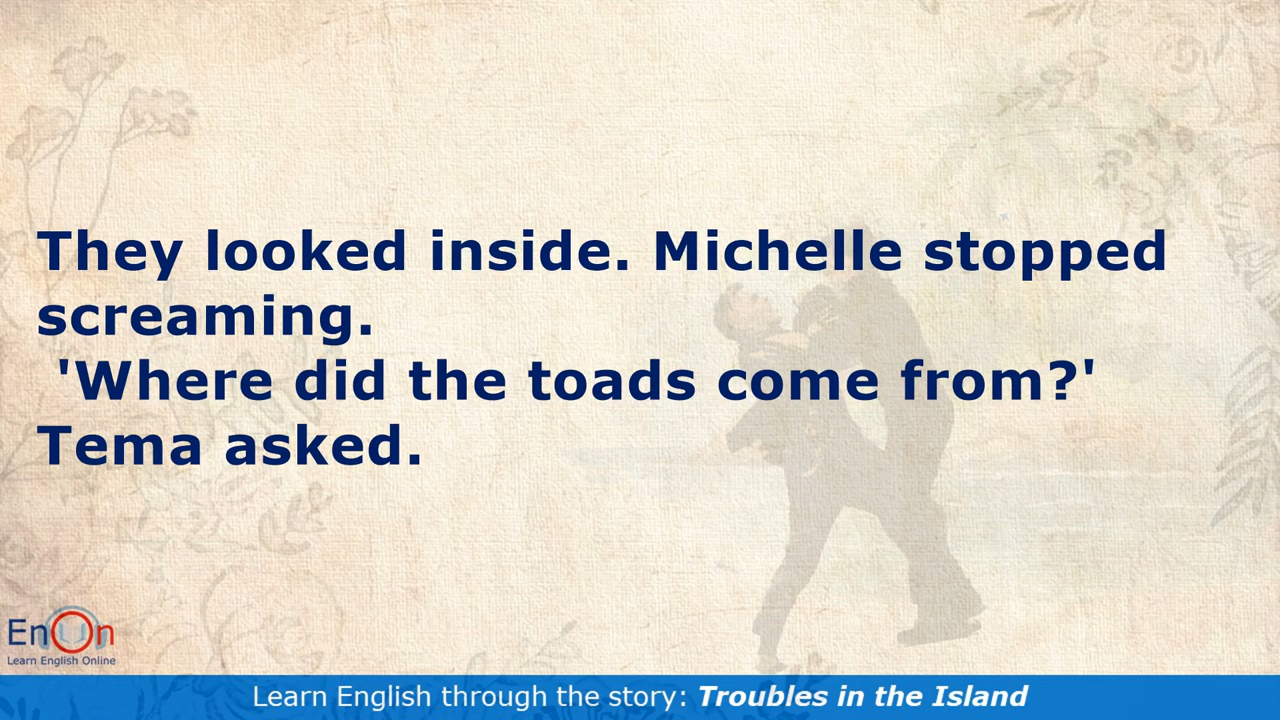 They looked inside. Michelle stopped
screaming.
'Where did the toads come from?'
Tema asked.
EnOn
Learn English Online
Learn English through the story: Troubles in the Island